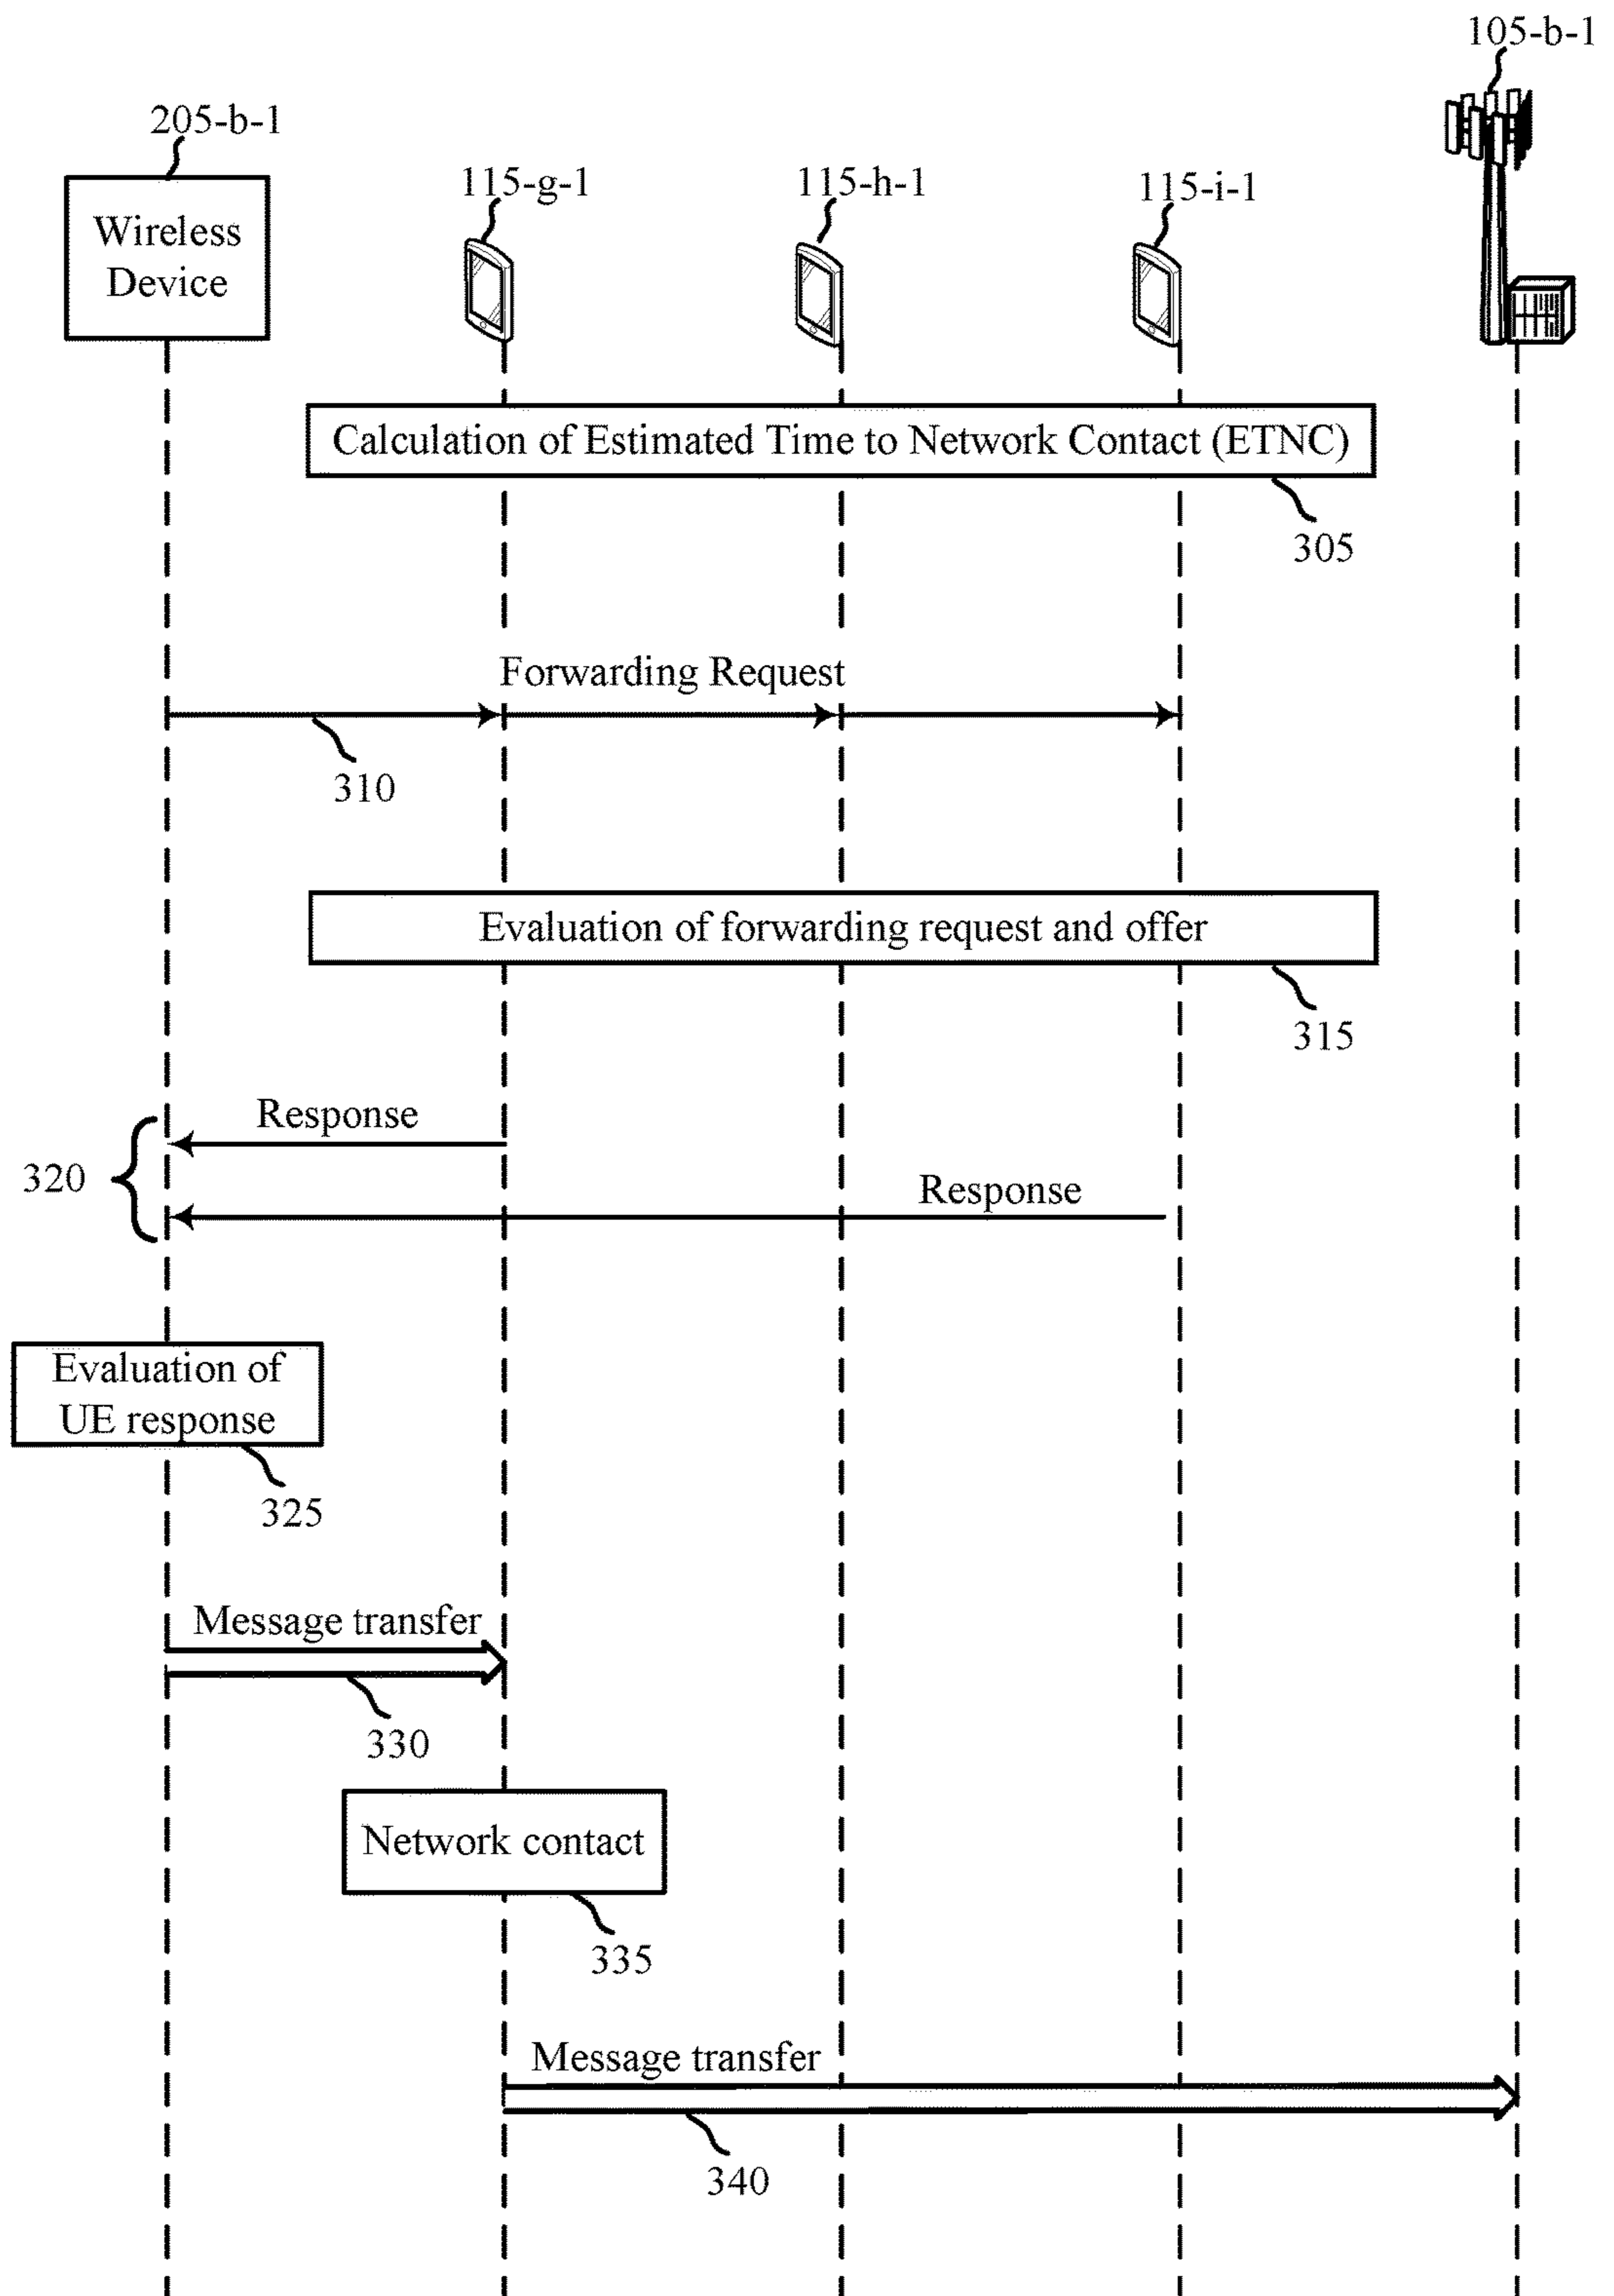 105-b-1
205-b-1
115-g-1
115-h-1
115-i-1
Wireless
Device
Calculation of Estimated Time to Network Contact (ETNC)
305
Forwarding Request
310
Evaluation of forwarding request and offer
315
Response
320
Response
Evaluation of
UE response
325
Message transfer
330
Network contact
335
Message transfer
340